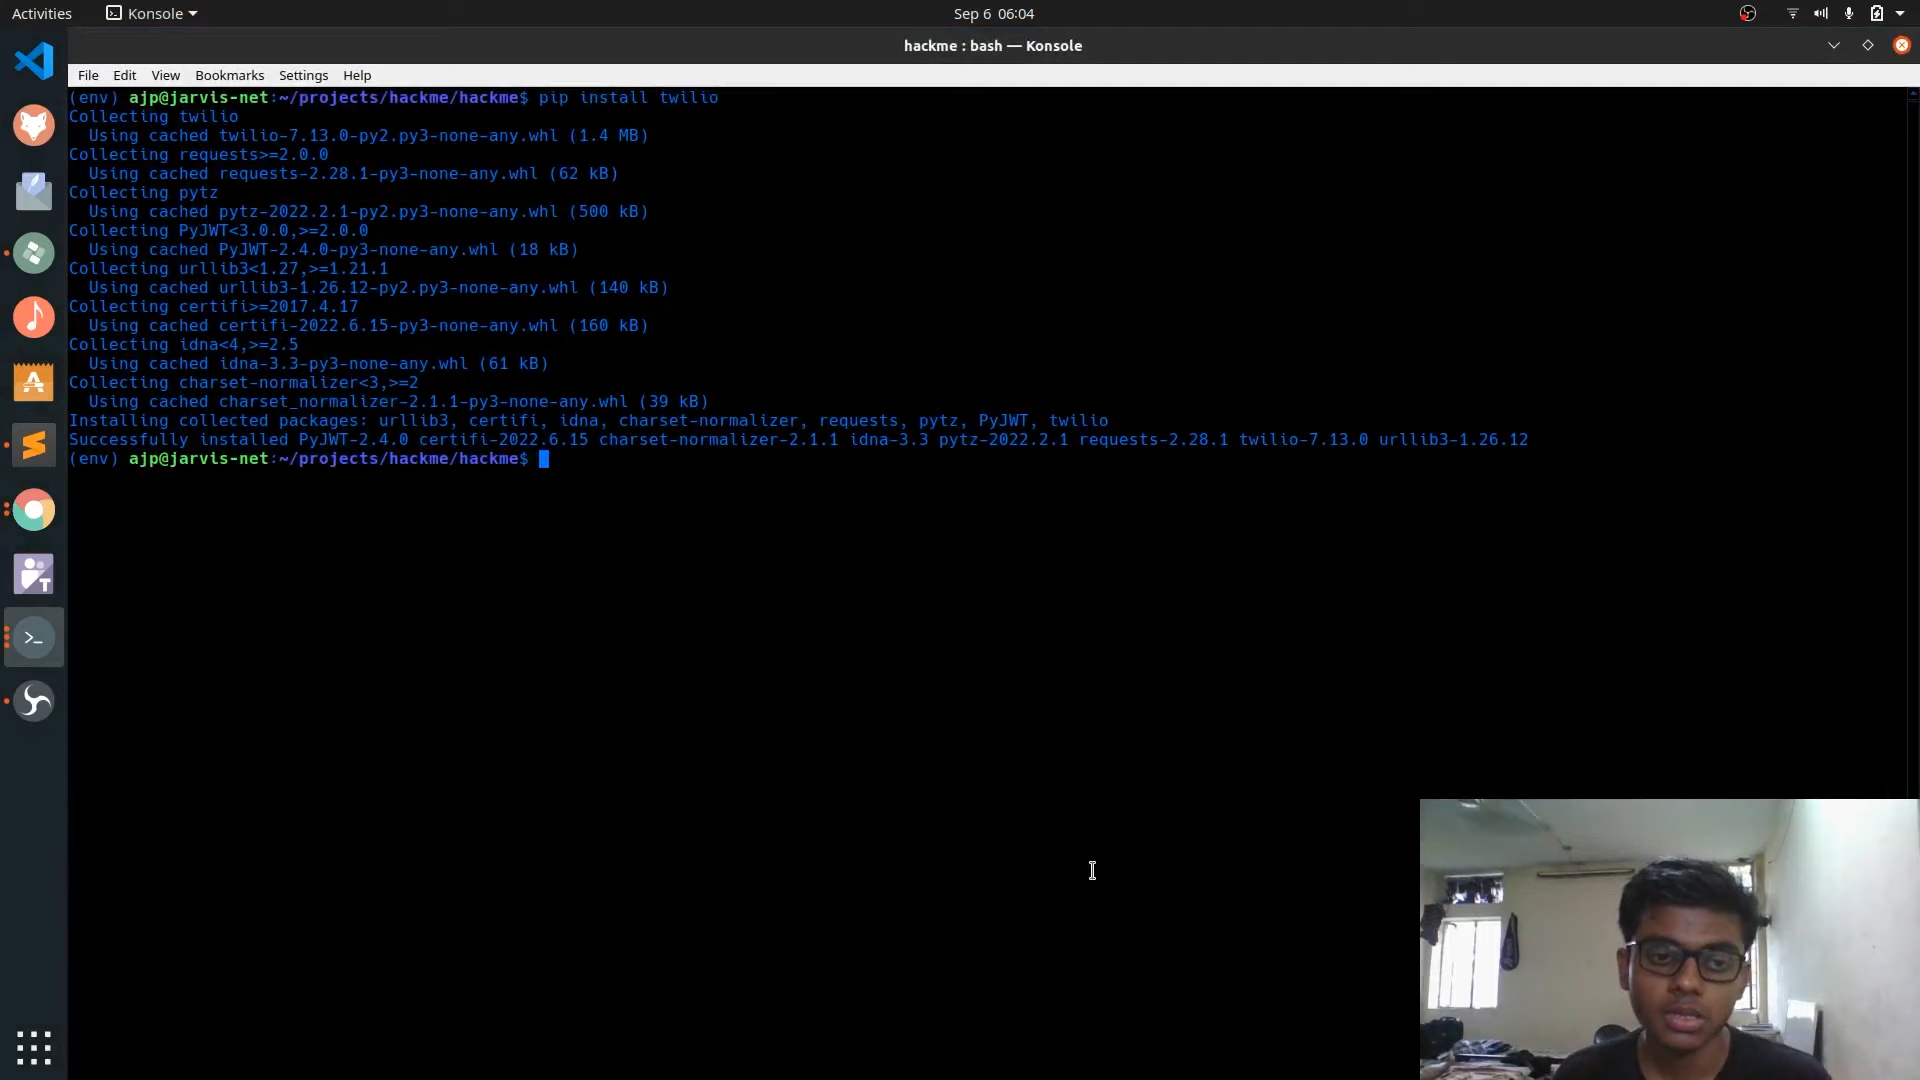 Activities
Konsole
Sep 6 06:04
hackme : bash — Konsole
File Edit View Bookmarks Settings Help
(env) ajp@jarvis-net:~/projects/hackme/hackme$ pip install twilio
Collecting twilio
  Using cached twilio-7.13.0-py2.py3-none-any.whl (1.4 MB)
Collecting requests>=2.0.0
  Using cached requests-2.28.1-py3-none-any.whl (62 kB)
Collecting pytz
  Using cached pytz-2022.2.1-py2.py3-none-any.whl (500 kB)
Collecting PyJWT<3.0.0,>=2.0.0
  Using cached PyJWT-2.4.0-py3-none-any.whl (18 kB)
Collecting urllib3<1.27,>=1.21.1
  Using cached urllib3-1.26.12-py2.py3-none-any.whl (140 kB)
Collecting certifi>=2017.4.17
  Using cached certifi-2022.6.15-py3-none-any.whl (160 kB)
Collecting idna<4,>=2.5
  Using cached idna-3.3-py3-none-any.whl (61 kB)
Collecting charset-normalizer<3,>=2
  Using cached charset_normalizer-2.1.1-py3-none-any.whl (39 kB)
Installing collected packages: urllib3, certifi, idna, charset-normalizer, requests, pytz, PyJWT, twilio
Successfully installed PyJWT-2.4.0 certifi-2022.6.15 charset-normalizer-2.1.1 idna-3.3 pytz-2022.2.1 requests-2.28.1 twilio-7.13.0 urllib3-1.26.12
(env) ajp@jarvis-net:~/projects/hackme/hackme$